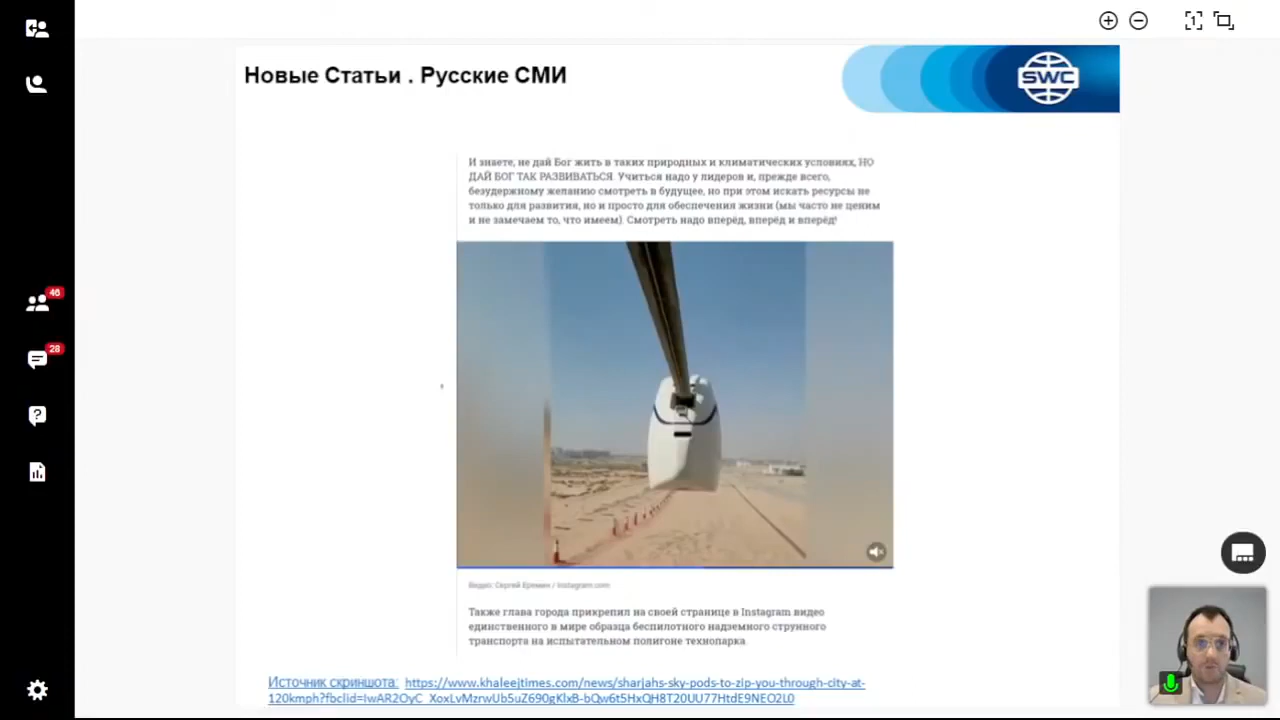 Новые Статьи . Русские СМИ
SWC
И знаете, не дай Бог жить в таких природных и климатических условиях, НО
ДАЙ БОГ ТАК РАЗВИВАТЬСЯ. Учиться надо у лидеров и, прежде всего,
безудержному желанию смотреть в будущее, но при этом искать ресурсы не
только для развития, но и просто для обеспечения жизни (мы часто не ценим
и не замечаем то, что имеем). Смотреть надо вперёд, вперёд и вперёд!
46
28
Видео: Сергей Еремин / Instagram.com
Также глава города прикрепил на своей странице в Instagram видео
единственного в мире образца беспилотного надземного струнного
транспорта на испытательном полигоне технопарка.
Источник скриншота: https://www.khaleejtimes.com/news/sharjahs-sky-pods-to-zip-you-through-city-at-
120kmph?fbclid=IwAR2OyC_XoxLvMzrwUb5uZ690gKlxB-bQw6t5HxQH8T20UU77HtdE9NEO2L0